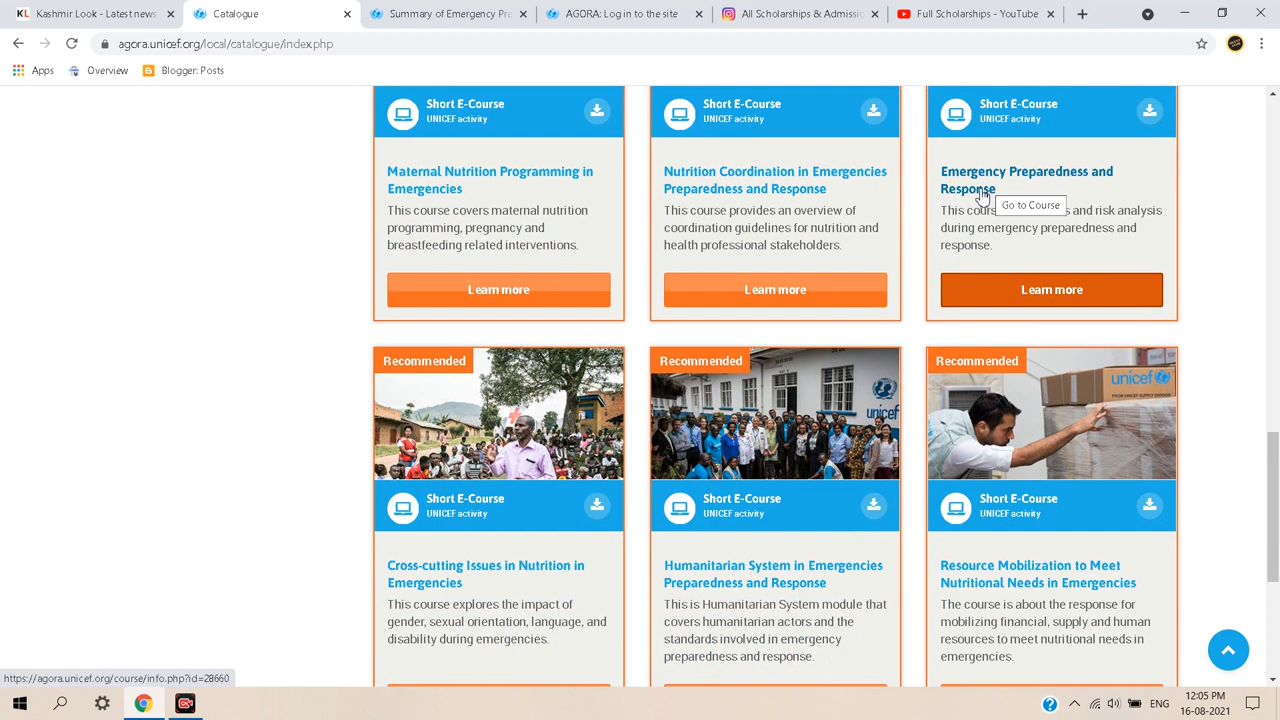 Kashmir Look - Latest news
Catalogue
Summary of Emergency Pre
AGORA: Log in to the site
All Scholarships & Admissi
Full Scholarships - YouTube
agora.unicef.org/local/catalogue/index.php
Apps
Overview
Blogger: Posts
Short E-Course
UNICEF activity
Maternal Nutrition Programming in
Emergencies
This course covers maternal nutrition
programming, pregnancy and
breastfeeding related interventions.
Learn more
Short E-Course
UNICEF activity
Nutrition Coordination in Emergencies
Preparedness and Response
This course provides an overview of
coordination guidelines for nutrition and
health professional stakeholders.
Learn more
Short E-Course
UNICEF activity
Emergency Preparedness and
Response
Go to Course
This cours s and risk analysis
during emergency preparedness and
response.
Learn more
Recommended
Short E-Course
UNICEF activity
Cross-cutting Issues in Nutrition in
Emergencies
This course explores the impact of
gender, sexual orientation, language, and
disability during emergencies.
Recommended
unicef
Short E-Course
UNICEF activity
Humanitarian System in Emergencies
Preparedness and Response
This is Humanitarian System module that
covers humanitarian actors and the
standards involved in emergency
preparedness and response.
Recommended
unicef
Short E-Course
UNICEF activity
Resource Mobilization to Meet
Nutritional Needs in Emergencies
The course is about the response for
mobilizing financial, supply and human
resources to meet nutritional needs in
emergencies.
https://agora.unicef.org/course/info.php?id=28660
ENG
12:05 PM
16-08-2021